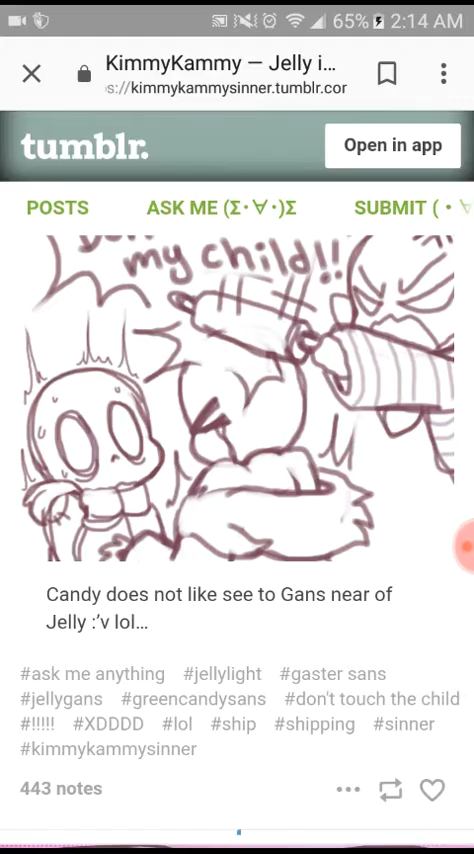 65% 2:14 AM
KimmyKammy — Jelly i...
s://kimmykammysinner.tumblr.cor
tumblr.
Open in app
POSTS ASK ME (Σ・∀・)Σ SUBMIT (・∀
my child!!
Candy does not like see to Gans near of
Jelly :’v lol...
#ask me anything #jellylight #gaster sans
#jellygans #greencandysans #don't touch the child
#!!!!! #XDDDD #lol #ship #shipping #sinner
#kimmykammysinner
443 notes